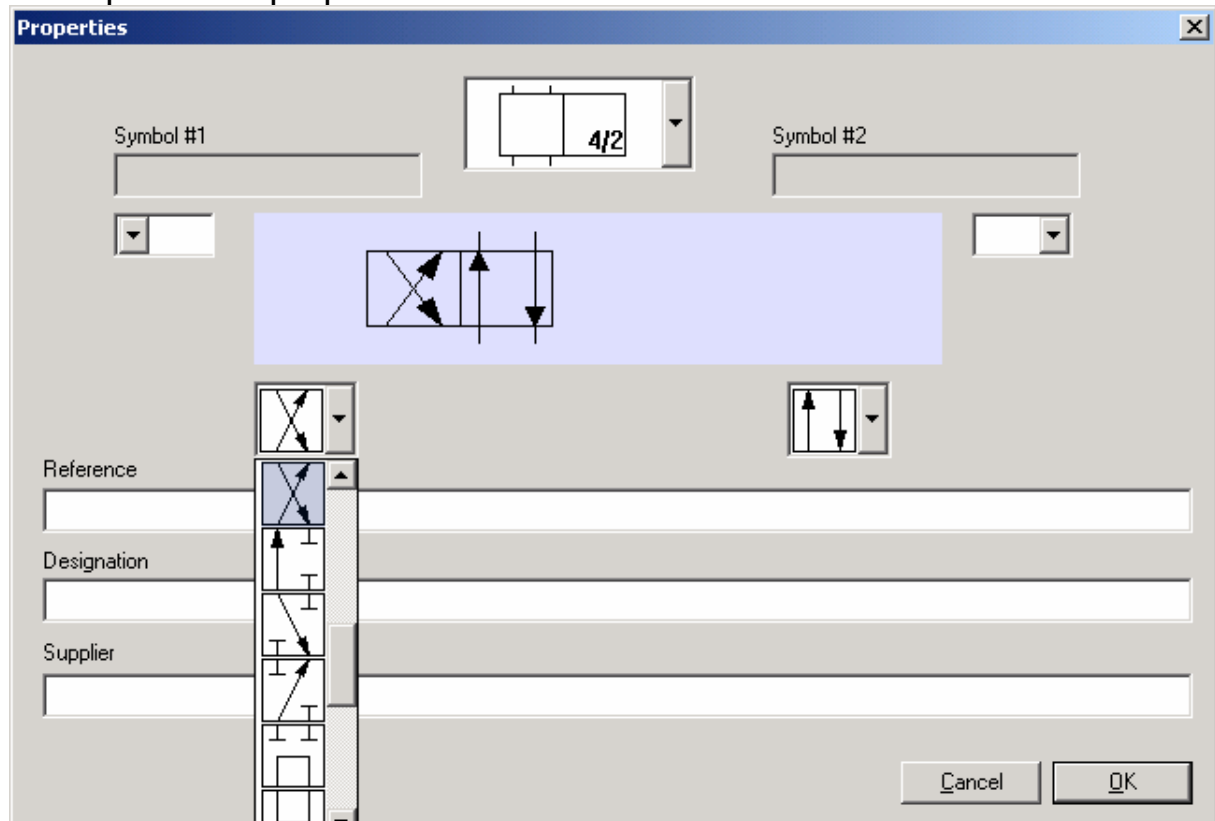 Properties
4/2
Symbol #1
Symbol #2
Reference
Designation
Supplier
Cancel
OK